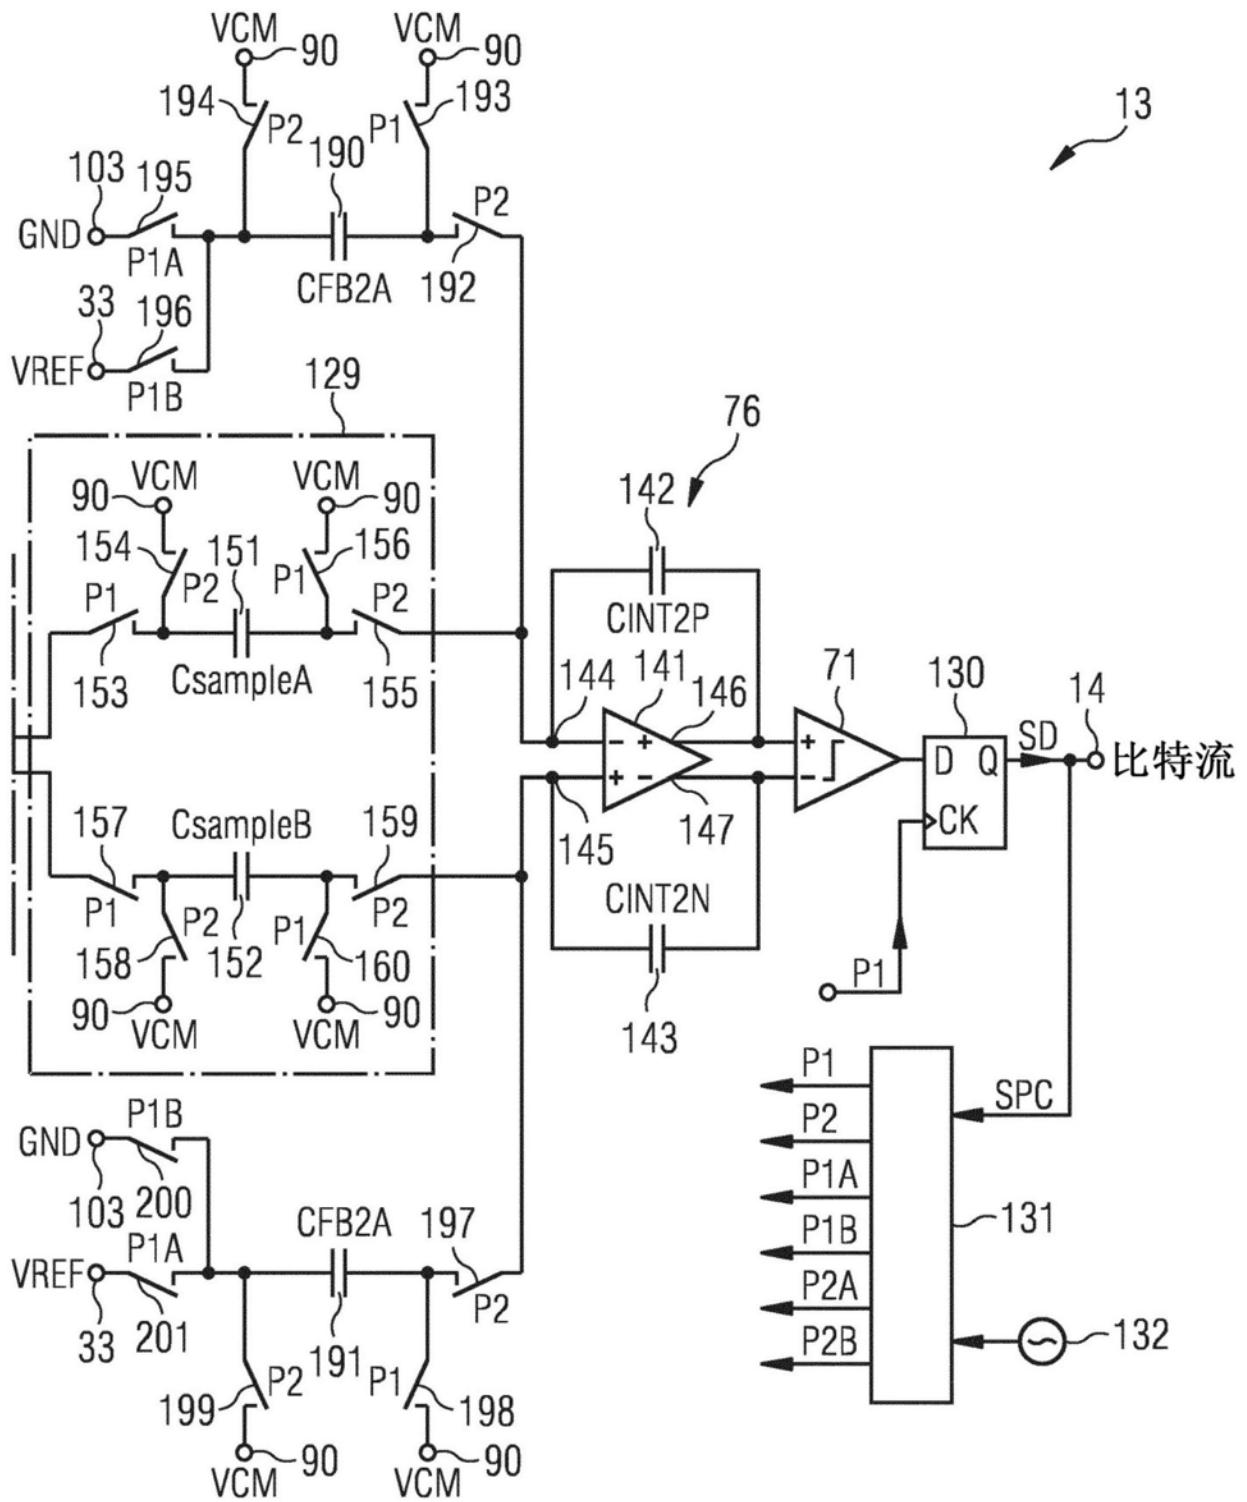 VCM 90 VCM 90
194 P2 P1 193
190
13
103 195 P2
GND P1A CFB2A 192
33 196
VREF P1B
129
76
VCM VCM
90 90
142
154 151 156
P1 P2 P1 P2
CINT2P
153 CsampleA 155
144 141 146 71 130 14
- + + D Q SD 比特流
+ - - CK
157 CsampleB 159
145 147
P1 P2 P1 P2
CINT2N
158 152 160
90 90
P1
VCM VCM
143
P1
SPC
P1B P2
GND
103 200 P1A
CFB2A 197 131
P1A P1B
VREF P2A
33 201 191 P2
P2B 132
199 P2 P1 198
90 90
VCM VCM